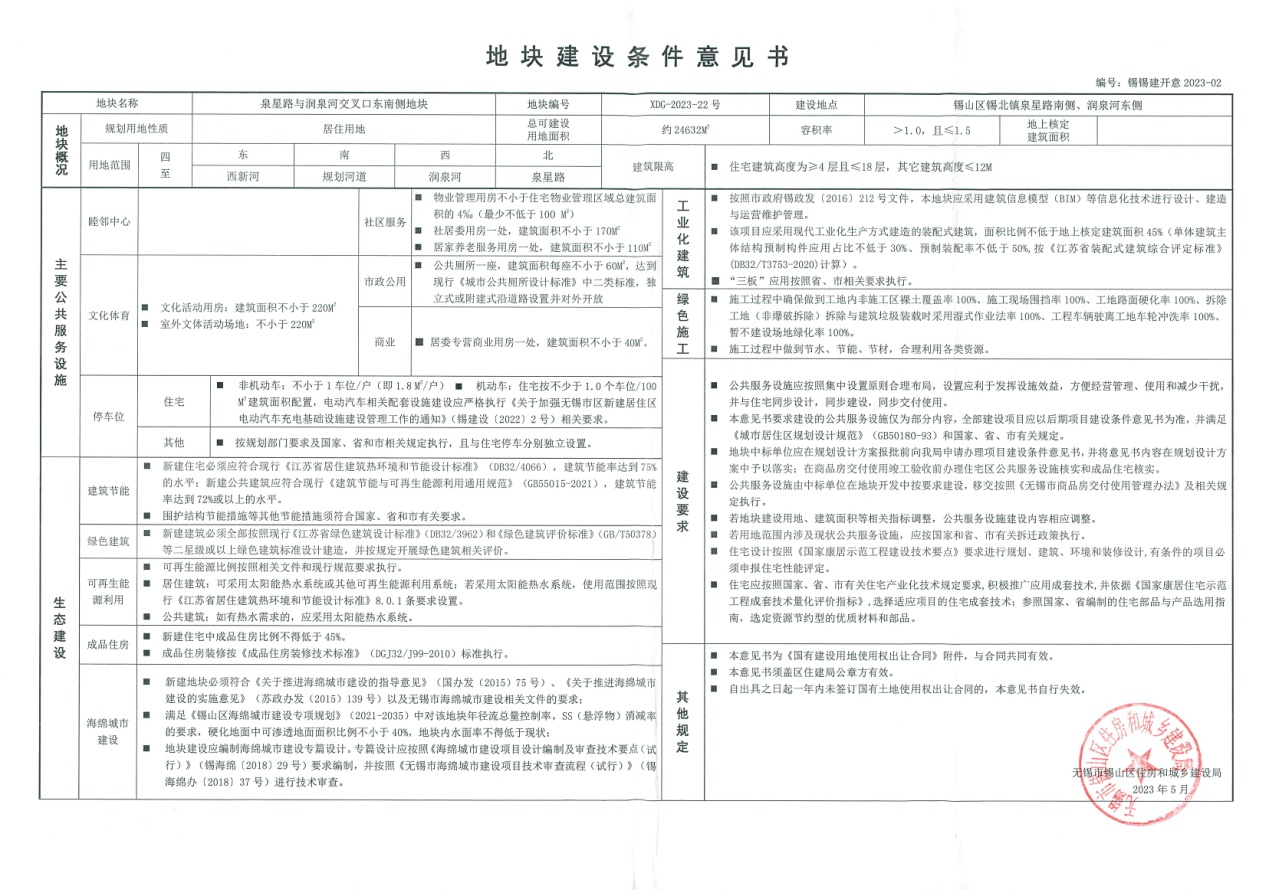 地块建设条件意见书
编号：锡锡建开意 2023-02
地块名称
泉星路与润泉河交叉口东南侧地块
地块编号
XDG-2023-22 号
建设地点
锡山区锡北镇泉星路南侧、润泉河东侧
地块概况
规划用地性质
居住用地
总可建设
用地面积
约 24632㎡
容积率
＞1.0，且≤1.5
地上核定
建筑面积
用地范围
四
至
东
南
西
北
西新河
规划河道
润泉河
泉星路
建筑限高
■ 住宅建筑高度为≥4 层且≤18 层，其它建筑高度≤12M
主要公共服务设施
睦邻中心
社区服务
■ 物业管理用房不小于住宅物业管理区域总建筑面
积的 4‰（最少不低于 100 ㎡）
■ 社居委用房一处，建筑面积不小于 170㎡
■ 居家养老服务用房一处，建筑面积不小于 110㎡
文化体育
■ 文化活动用房：建筑面积不小于 220㎡
■ 室外文体活动场地：不小于 220㎡
市政公用
■ 公共厕所一座，建筑面积每座不小于 60㎡，达到
现行《城市公共厕所设计标准》中二类标准，独
立式或附建式沿道路设置并对外开放
商业
■ 居委专营商业用房一处，建筑面积不小于 40㎡。
停车位
住宅
■ 非机动车：不小于 1 车位/户（即 1.8 ㎡/户） ■ 机动车：住宅按不少于 1.0 个车位/100
㎡建筑面积配置，电动汽车相关配套设施建设应严格执行《关于加强无锡市区新建居住区
电动汽车充电基础设施建设管理工作的通知》（锡建设〔2022〕2 号）相关要求。
其他
■ 按规划部门要求及国家、省和市相关规定执行，且与住宅停车分别独立设置。
生态建设
建筑节能
■ 新建住宅必须应符合现行《江苏省居住建筑热环境和节能设计标准》（DB32/4066），建筑节能率达到 75%
的水平；新建公共建筑应符合现行《建筑节能与可再生能源利用通用规范》（GB55015-2021），建筑节能
率达到 72%或以上的水平。
■ 围护结构节能措施等其他节能措施须符合国家、省和市有关要求。
绿色建筑
■ 新建建筑必须全部按照现行《江苏省绿色建筑设计标准》（DB32/3962）和《绿色建筑评价标准》（GB/T50378）
等二星级或以上绿色建筑标准设计建造，并按规定开展绿色建筑相关评价。
可再生能
源利用
■ 可再生能源比例按照相关文件和现行规范要求执行。
■ 居住建筑：可采用太阳能热水系统或其他可再生能源利用系统；若采用太阳能热水系统，使用范围按照现
行《江苏省居住建筑热环境和节能设计标准》8.0.1 条要求设置。
■ 公共建筑：如有热水需求的，应采用太阳能热水系统。
成品住房
■ 新建住宅中成品住房比例不得低于 45%。
■ 成品住房装修按《成品住房装修技术标准》（DGJ32/J99-2010）标准执行。
海绵城市
建设
■ 新建地块必须符合《关于推进海绵城市建设的指导意见》（国办发（2015）75 号）、《关于推进海绵城市
建设的实施意见》（苏政办发（2015）139 号）以及无锡市海绵城市建设相关文件的要求；
■ 满足《锡山区海绵城市建设专项规划》（2021-2035）中对该地块年径流总量控制率，SS（悬浮物）消减率
的要求，硬化地面中可渗透地面面积比例不小于 40%，地块内水面率不得低于现状；
■ 地块建设应编制海绵城市建设专篇设计。专篇设计应按照《海绵城市建设项目设计编制及审查技术要点（试
行）》（锡海绵〔2018〕29 号）要求编制，并按照《无锡市海绵城市建设项目技术审查流程（试行）》（锡
海绵办〔2018〕37 号）进行技术审查。
工业化建筑
■ 按照市政府锡政发〔2016〕212 号文件，本地块应采用建筑信息模型（BIM）等信息化技术进行设计、建造
与运营维护管理。
■ 该项目应采用现代工业化生产方式建造的装配式建筑，面积比例不低于地上核定建筑面积 45%（单体建筑主
体结构预制构件应用占比不低于 30%、预制装配率不低于 50%,按《江苏省装配式建筑综合评定标准》
(DB32/T3753-2020)计算）。
■ “三板”应用按照省、市相关要求执行。
绿色施工
■ 施工过程中确保做到工地内非施工区裸土覆盖率 100%、施工现场围挡率 100%、工地路面硬化率 100%、拆除
工地（非爆破拆除）拆除与建筑垃圾装载时采用湿式作业法率 100%、工程车辆驶离工地车轮冲洗率 100%、
暂不建设场地绿化率 100%。
■ 施工过程中做到节水、节能、节材，合理利用各类资源。
建设要求
■ 公共服务设施应按照集中设置原则合理布局，设置应利于发挥设施效益，方便经营管理、使用和减少干扰，
并与住宅同步设计，同步建设，同步交付使用。
■ 本意见书要求建设的公共服务设施仅为部分内容，全部建设项目应以后期项目建设条件意见书为准，并满足
《城市居住区规划设计规范》（GB50180-93）和国家、省、市有关规定。
■ 地块中标单位应在规划设计方案报批前向我局申请办理项目建设条件意见书，并将意见书内容在规划设计方
案中予以落实；在商品房交付使用竣工验收前办理住宅区公共服务设施核实和成品住宅核实。
■ 公共服务设施由中标单位在地块开发中按要求建设，移交按照《无锡市商品房交付使用管理办法》及相关规
定执行。
■ 若地块建设用地、建筑面积等相关指标调整，公共服务设施建设内容相应调整。
■ 若用地范围内涉及现状公共服务设施，应按国家和省、市有关拆迁政策执行。
■ 住宅设计按照《国家康居示范工程建设技术要点》要求进行规划、建筑、环境和装修设计,有条件的项目必
须申报住宅性能评定。
■ 住宅应按照国家、省、市有关住宅产业化技术规定要求,积极推广应用成套技术,并依据《国家康居住宅示范
工程成套技术量化评价指标》,选择适应项目的住宅成套技术；参照国家、省编制的住宅部品与产品选用指
南，选定资源节约型的优质材料和部品。
其他规定
■ 本意见书为《国有建设用地使用权出让合同》附件，与合同共同有效。
■ 本意见书须盖区住建局公章方有效。
■ 自出具之日起一年内未签订国有土地使用权出让合同的，本意见书自行失效。
无锡市锡山区住房和城乡建设局
无锡市锡山区住房和城乡建设局
2023 年 5 月